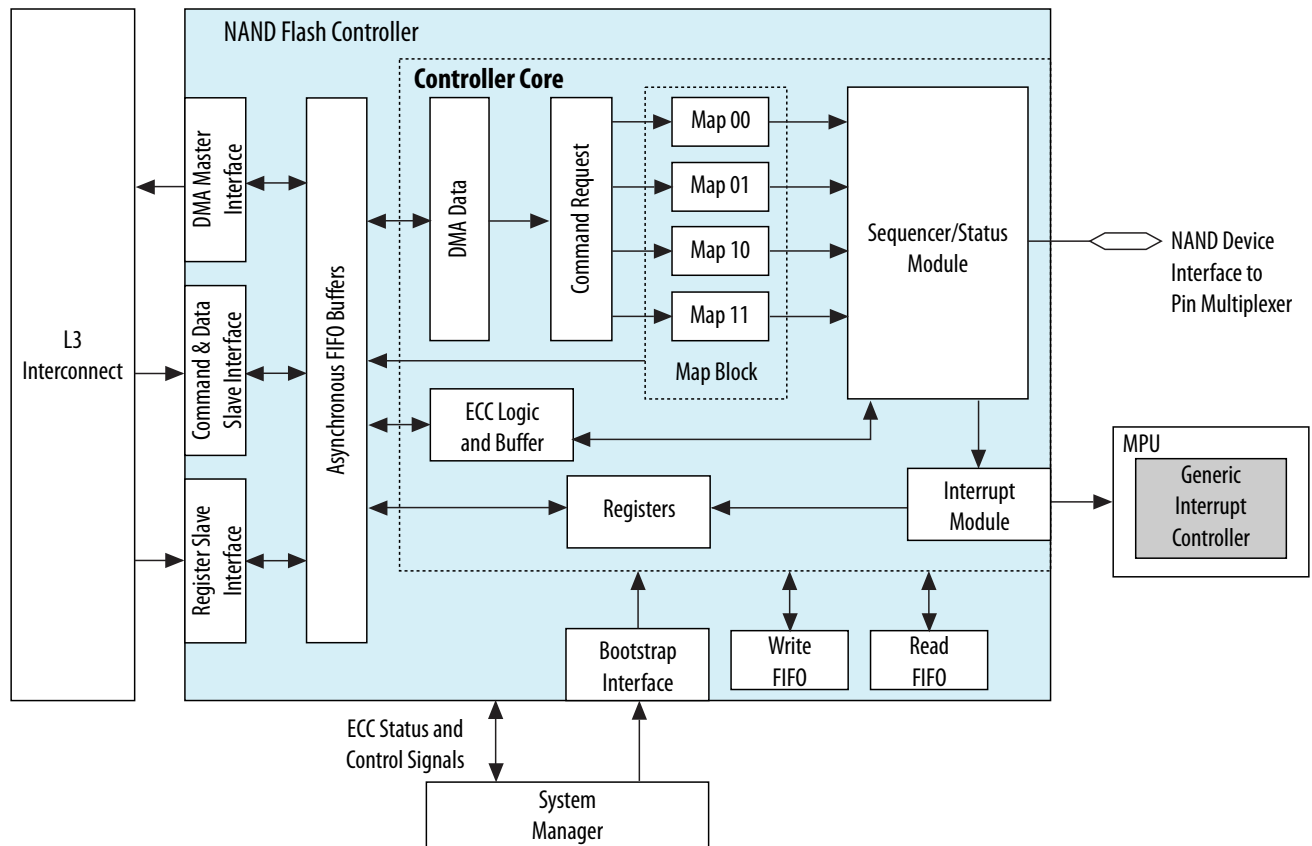 NAND Flash Controller
Controller Core
L3
Interconnect
DMA Master
Interface
Command & Data
Slave Interface
Register Slave
Interface
Asynchronous FIFO Buffers
DMA Data
Command Request
Map 00
Map 01
Map 10
Map 11
Map Block
Sequencer/Status
Module
NAND Device
Interface to
Pin Multiplexer
ECC Logic
and Buffer
Registers
Interrupt
Module
MPU
Generic
Interrupt
Controller
Bootstrap
Interface
Write
FIFO
Read
FIFO
ECC Status and
Control Signals
System
Manager